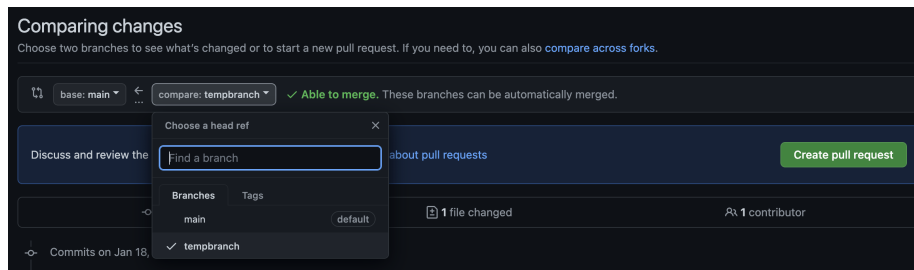 Comparing changes
Choose two branches to see what's changed or to start a new pull request. If you need to, you can also compare across forks.
base: main
compare: tempbranch
Able to merge. These branches can be automatically merged.
Choose a head ref
Discuss and review the
Find a branch
about pull requests
Create pull request
Branches
Tags
main
default
1 file changed
1 contributor
tempbranch
Commits on Jan 18,